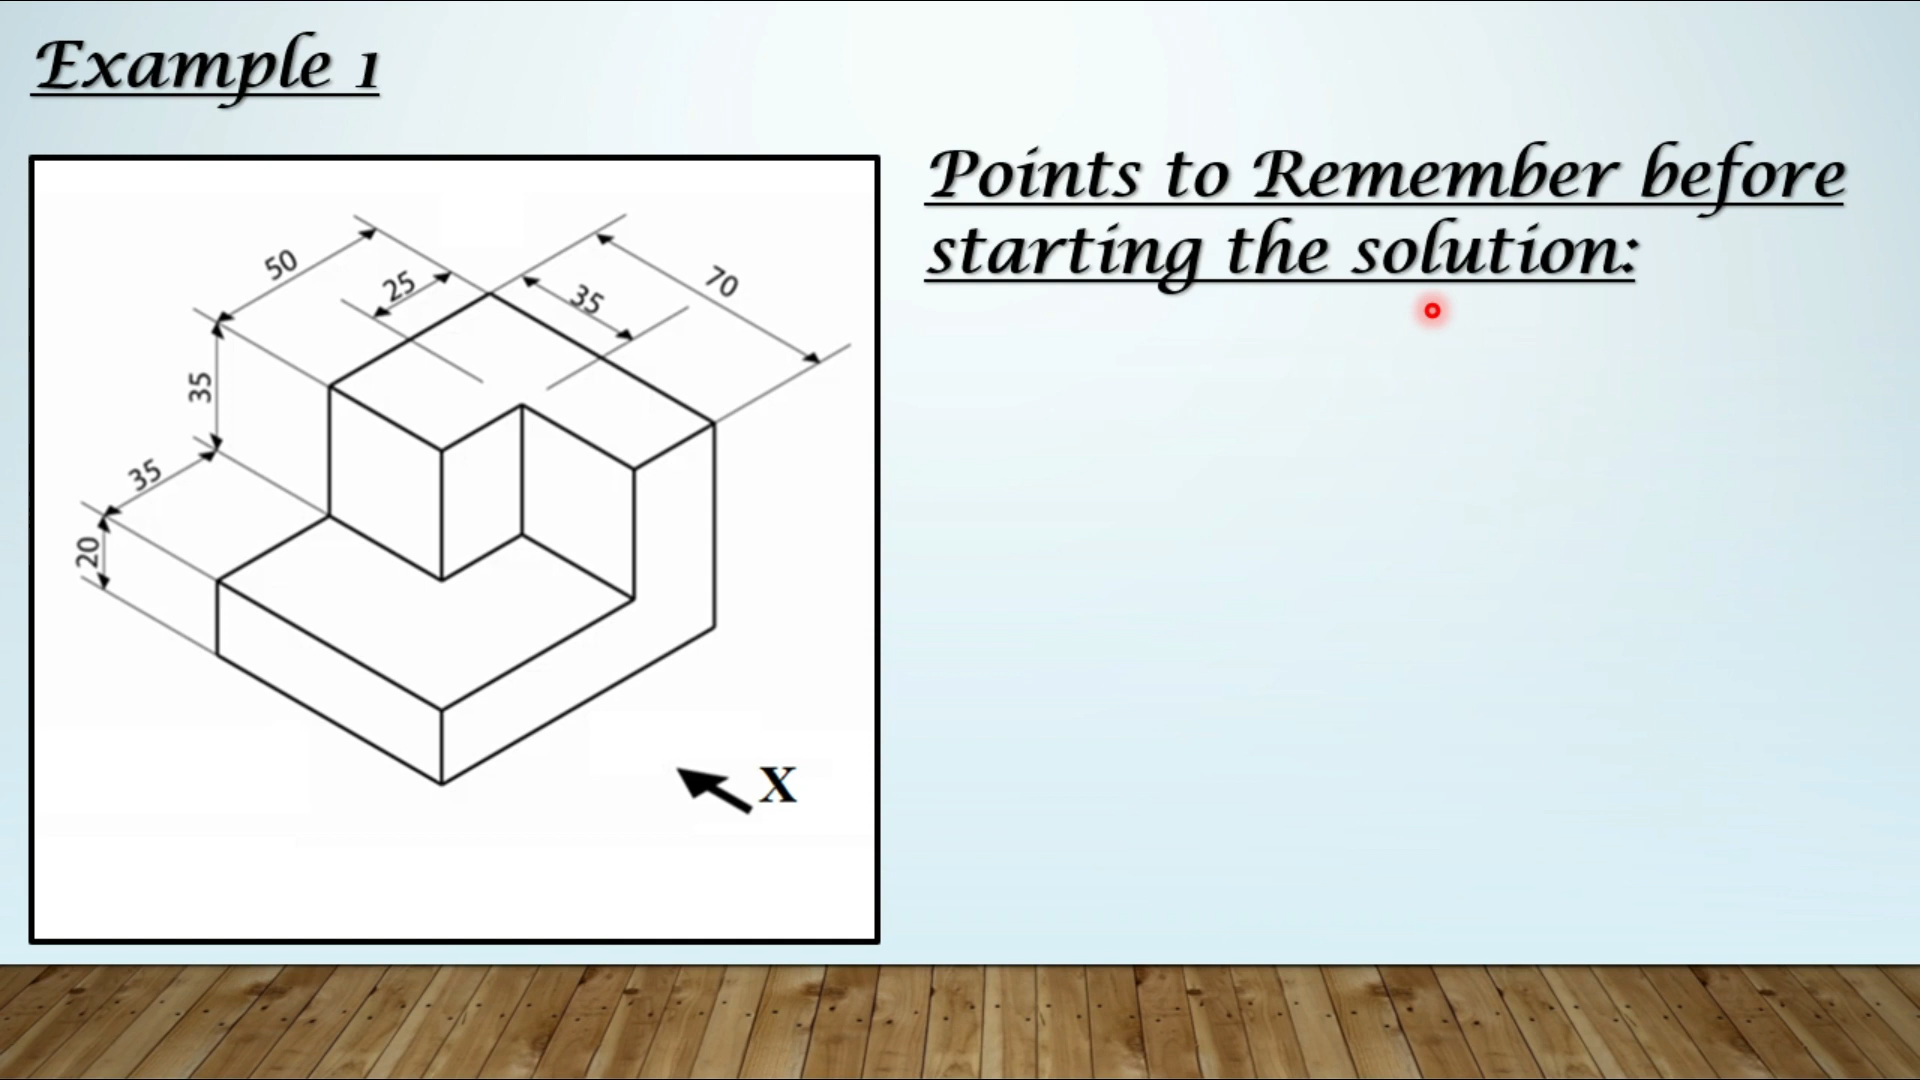 Example 1
Points to Remember before
starting the solution:
50
25
35
70
35
35
20
X